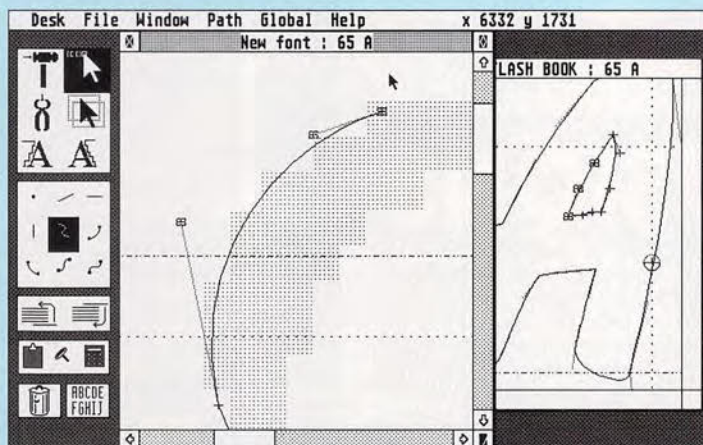 Desk File Window Path Global Help x 6332 y 1731
New font : 65 A
LASH BOOK : 65 A
A A
ABCDE
FGHIJ